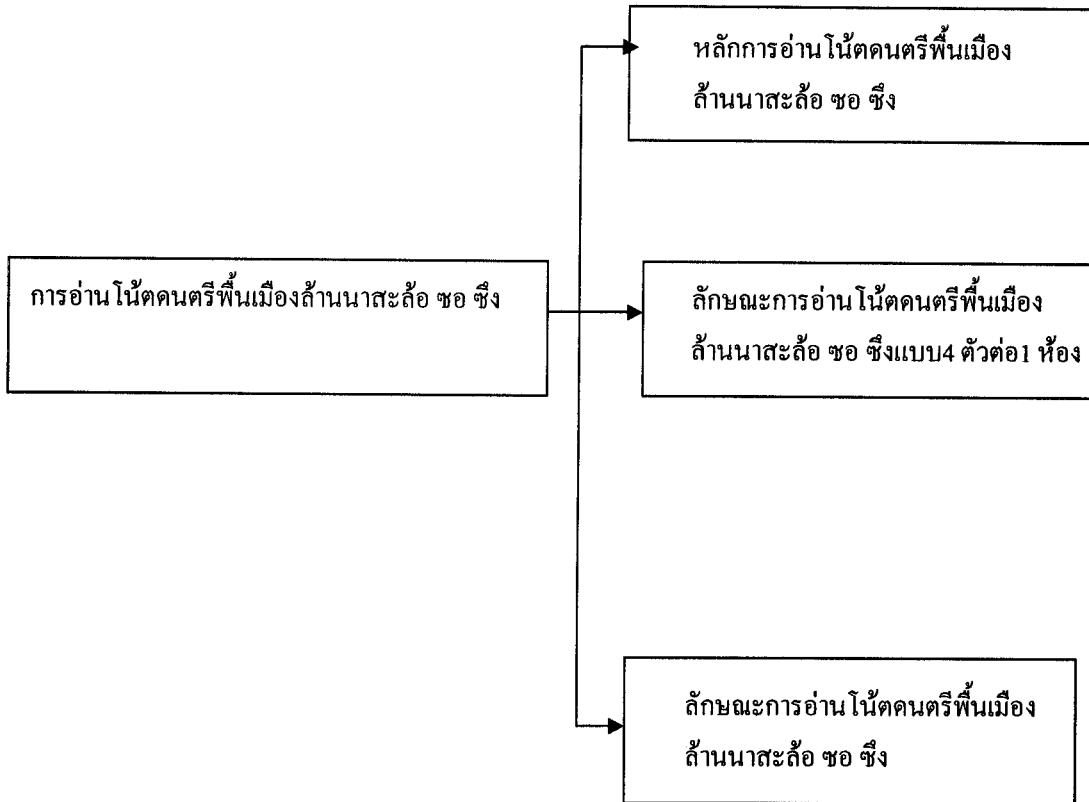 หลักการอ่านโน้ตดนตรีพื้นเมือง
ล้านนาสะล้อ ซอ ซึง
การอ่านโน้ตดนตรีพื้นเมืองล้านนาสะล้อ ซอ ซึง
ลักษณะการอ่านโน้ตดนตรีพื้นเมือง
ล้านนาสะล้อ ซอ ซึงแบบ4 ตัวต่อ1 ห้อง
ลักษณะการอ่านโน้ตดนตรีพื้นเมือง
ล้านนาสะล้อ ซอ ซึง